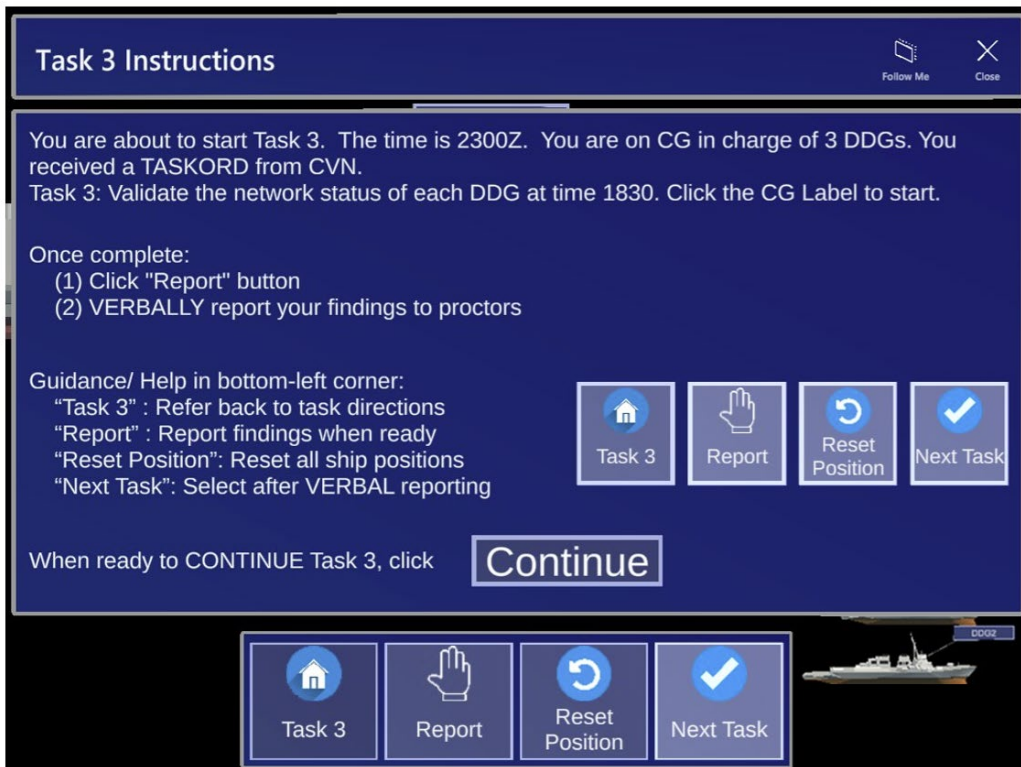 Task 3 Instructions
Follow Me
Close
You are about to start Task 3. The time is 2300Z. You are on CG in charge of 3 DDGs. You
received a TASKORD from CVN.
Task 3: Validate the network status of each DDG at time 1830. Click the CG Label to start.
Once complete:
(1) Click "Report" button
(2) VERBALLY report your findings to proctors
Guidance/ Help in bottom-left corner:
“Task 3” : Refer back to task directions
“Report” : Report findings when ready
“Reset Position”: Reset all ship positions
“Next Task”: Select after VERBAL reporting
Task 3
Report
Reset
Position
Next Task
When ready to CONTINUE Task 3, click
Continue
DDG2
Task 3
Report
Reset
Position
Next Task